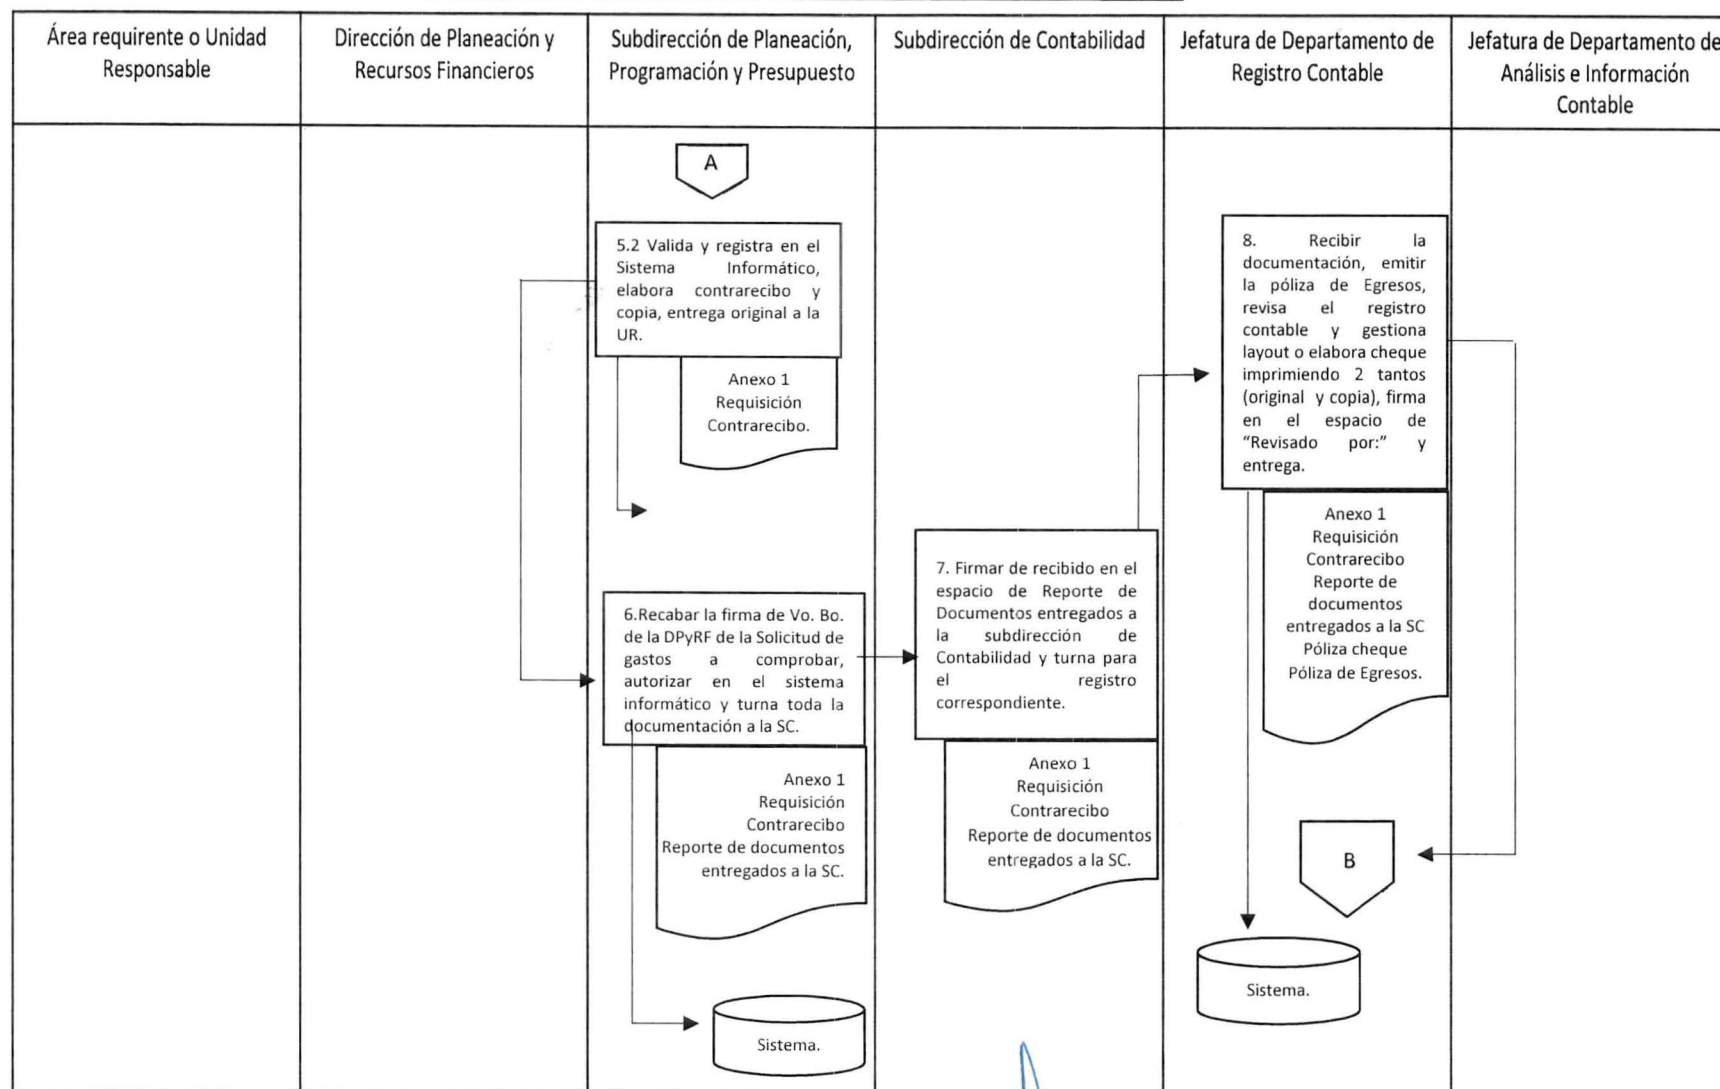 Área requirente o Unidad
Responsable
Dirección de Planeación y
Recursos Financieros
Subdirección de Planeación,
Programación y Presupuesto
Subdirección de Contabilidad
Jefatura de Departamento de
Registro Contable
Jefatura de Departamento de
Análisis e Información
Contable
A
5.2 Valida y registra en el
Sistema Informático,
elabora contrarecibo y
copia, entrega original a la
UR.
Anexo 1
Requisición
Contrarecibo.
6.Recabar la firma de Vo. Bo.
de la DPyRF de la Solicitud de
gastos a comprobar,
autorizar en el sistema
informático y turna toda la
documentación a la SC.
Anexo 1
Requisición
Contrarecibo
Reporte de documentos
entregados a la SC.
Sistema.
7. Firmar de recibido en el
espacio de Reporte de
Documentos entregados a
la subdirección de
Contabilidad y turna para
el registro
correspondiente.
Anexo 1
Requisición
Contrarecibo
Reporte de documentos
entregados a la SC.
8. Recibir la
documentación, emitir
la póliza de Egresos,
revisa el registro
contable y gestiona
layout o elabora cheque
imprimiendo 2 tantos
(original y copia), firma
en el espacio de
“Revisado por:” y
entrega.
Anexo 1
Requisición
Contrarecibo
Reporte de
documentos
entregados a la SC
Póliza cheque
Póliza de Egresos.
B
Sistema.